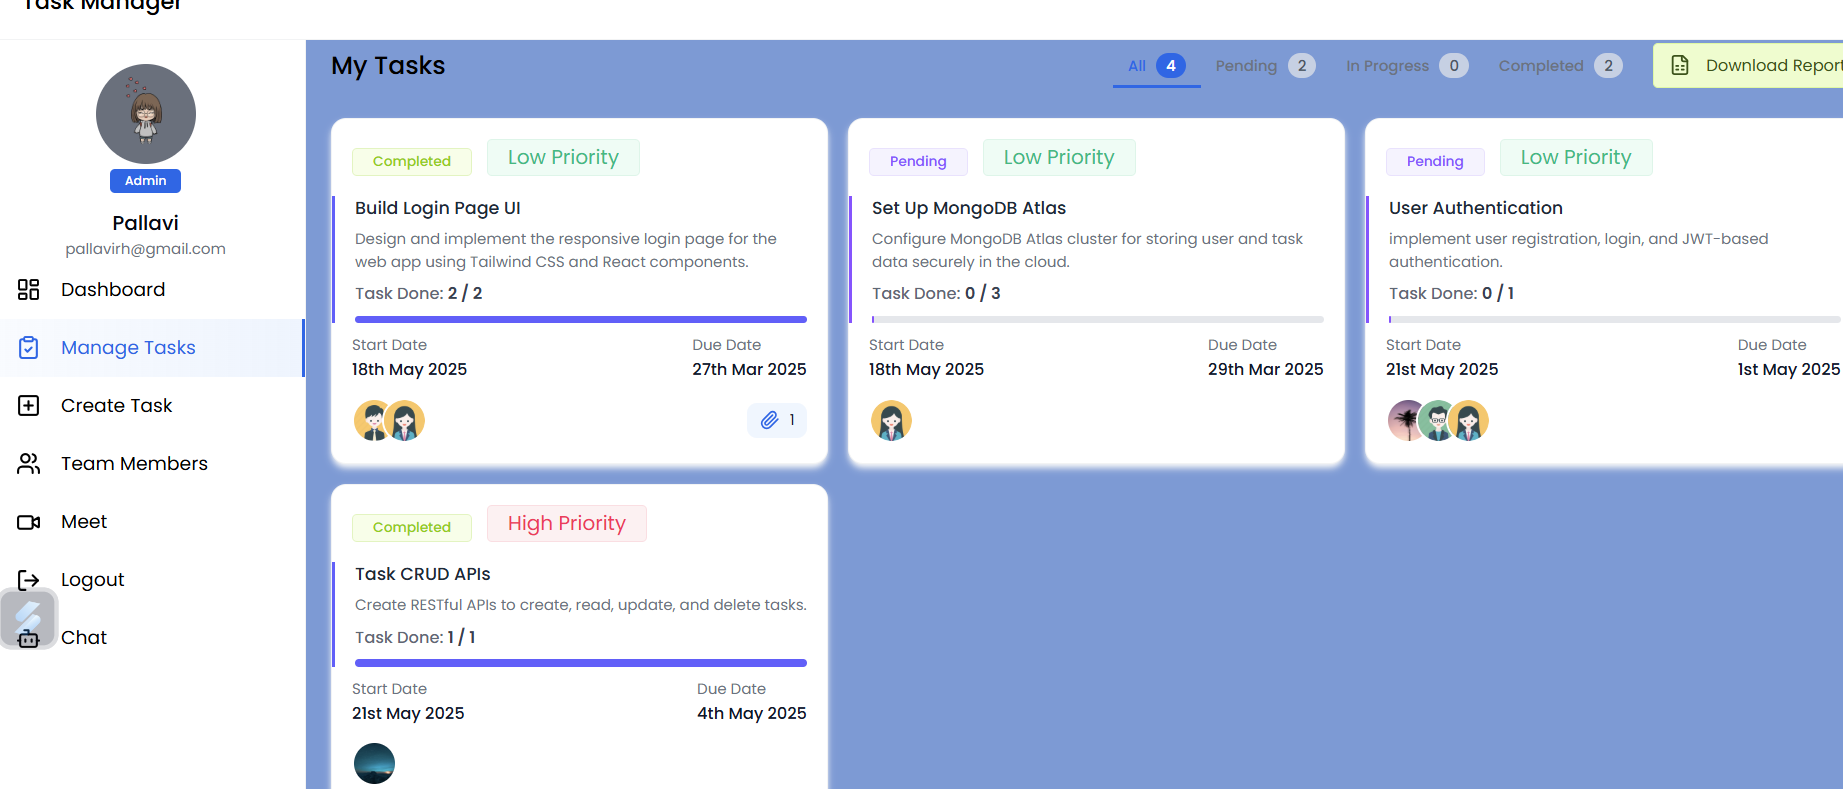 Task Manager
Admin
Pallavi
pallavirh@gmail.com
Dashboard
Manage Tasks
Create Task
Team Members
Meet
Logout
Chat
My Tasks
All 4 Pending 2 In Progress 0 Completed 2 Download Report
Completed Low Priority
Build Login Page UI
Design and implement the responsive login page for the
web app using Tailwind CSS and React components.
Task Done: 2 / 2
Start Date Due Date
18th May 2025 27th Mar 2025
1
Pending Low Priority
Set Up MongoDB Atlas
Configure MongoDB Atlas cluster for storing user and task
data securely in the cloud.
Task Done: 0 / 3
Start Date Due Date
18th May 2025 29th Mar 2025
Pending Low Priority
User Authentication
implement user registration, login, and JWT-based
authentication.
Task Done: 0 / 1
Start Date Due Date
21st May 2025 1st May 2025
Completed High Priority
Task CRUD APIs
Create RESTful APIs to create, read, update, and delete tasks.
Task Done: 1 / 1
Start Date Due Date
21st May 2025 4th May 2025